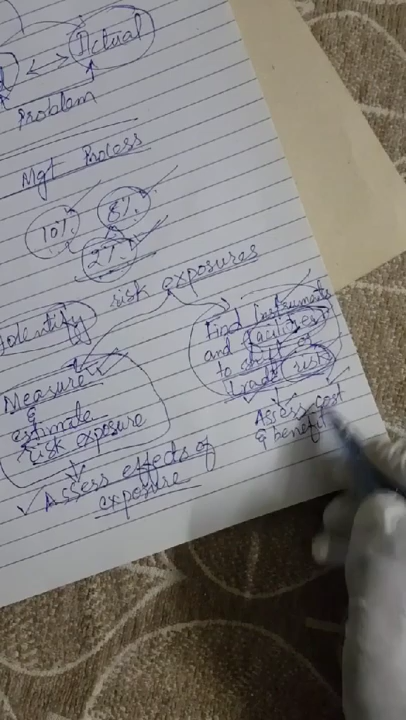 Actual
Problem
Mgt Process
10%
8%
2%
Identify risk exposures
Measure
&
estimate
risk exposure
Assess effects of
exposure
Find instruments
and facilities
to shift or
trade risk
Assess cost
& benefit